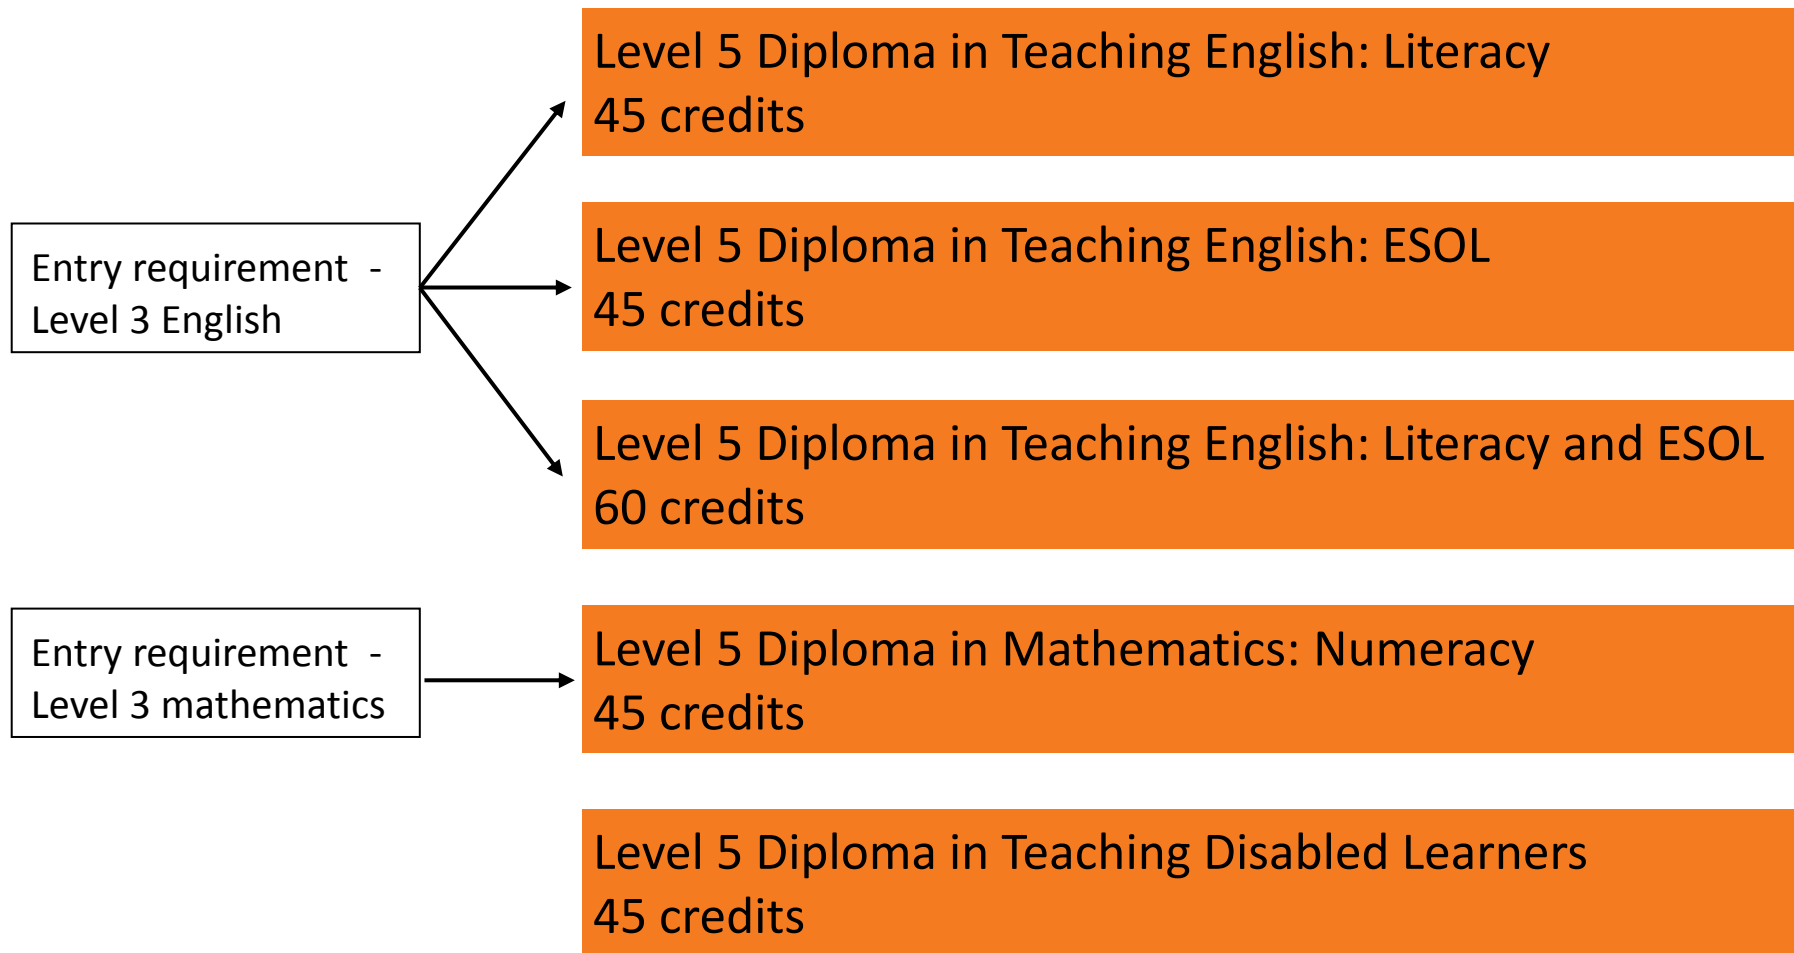 Level 5 Diploma in Teaching English: Literacy
45 credits
Entry requirement -
Level 3 English
Level 5 Diploma in Teaching English: ESOL
45 credits
Level 5 Diploma in Teaching English: Literacy and ESOL
60 credits
Entry requirement -
Level 3 mathematics
Level 5 Diploma in Mathematics: Numeracy
45 credits
Level 5 Diploma in Teaching Disabled Learners
45 credits